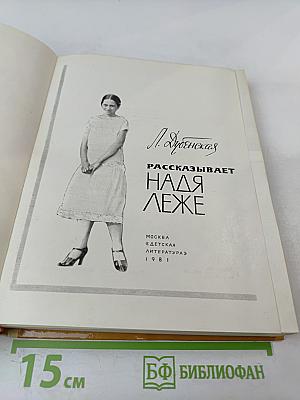 Л. Дубенская
РАССКАЗЫВАЕТ
НАДЯ
ЛЕЖЕ
МОСКВА
«ДЕТСКАЯ
ЛИТЕРАТУРА»
1981
15 см
БФ БИБЛИОФАН